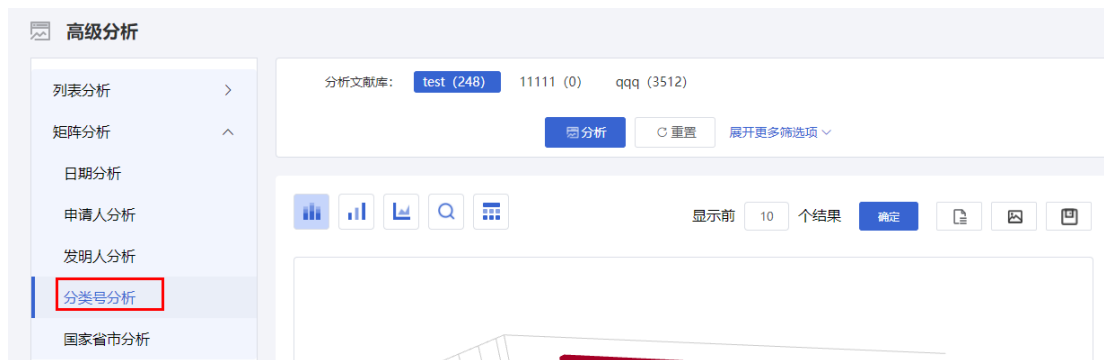 高级分析
列表分析
矩阵分析
日期分析
申请人分析
发明人分析
分类号分析
国家省市分析
分析文献库： test (248) 11111 (0) qqq (3512)
分析 重置 展开更多筛选项
显示前 10 个结果 确定